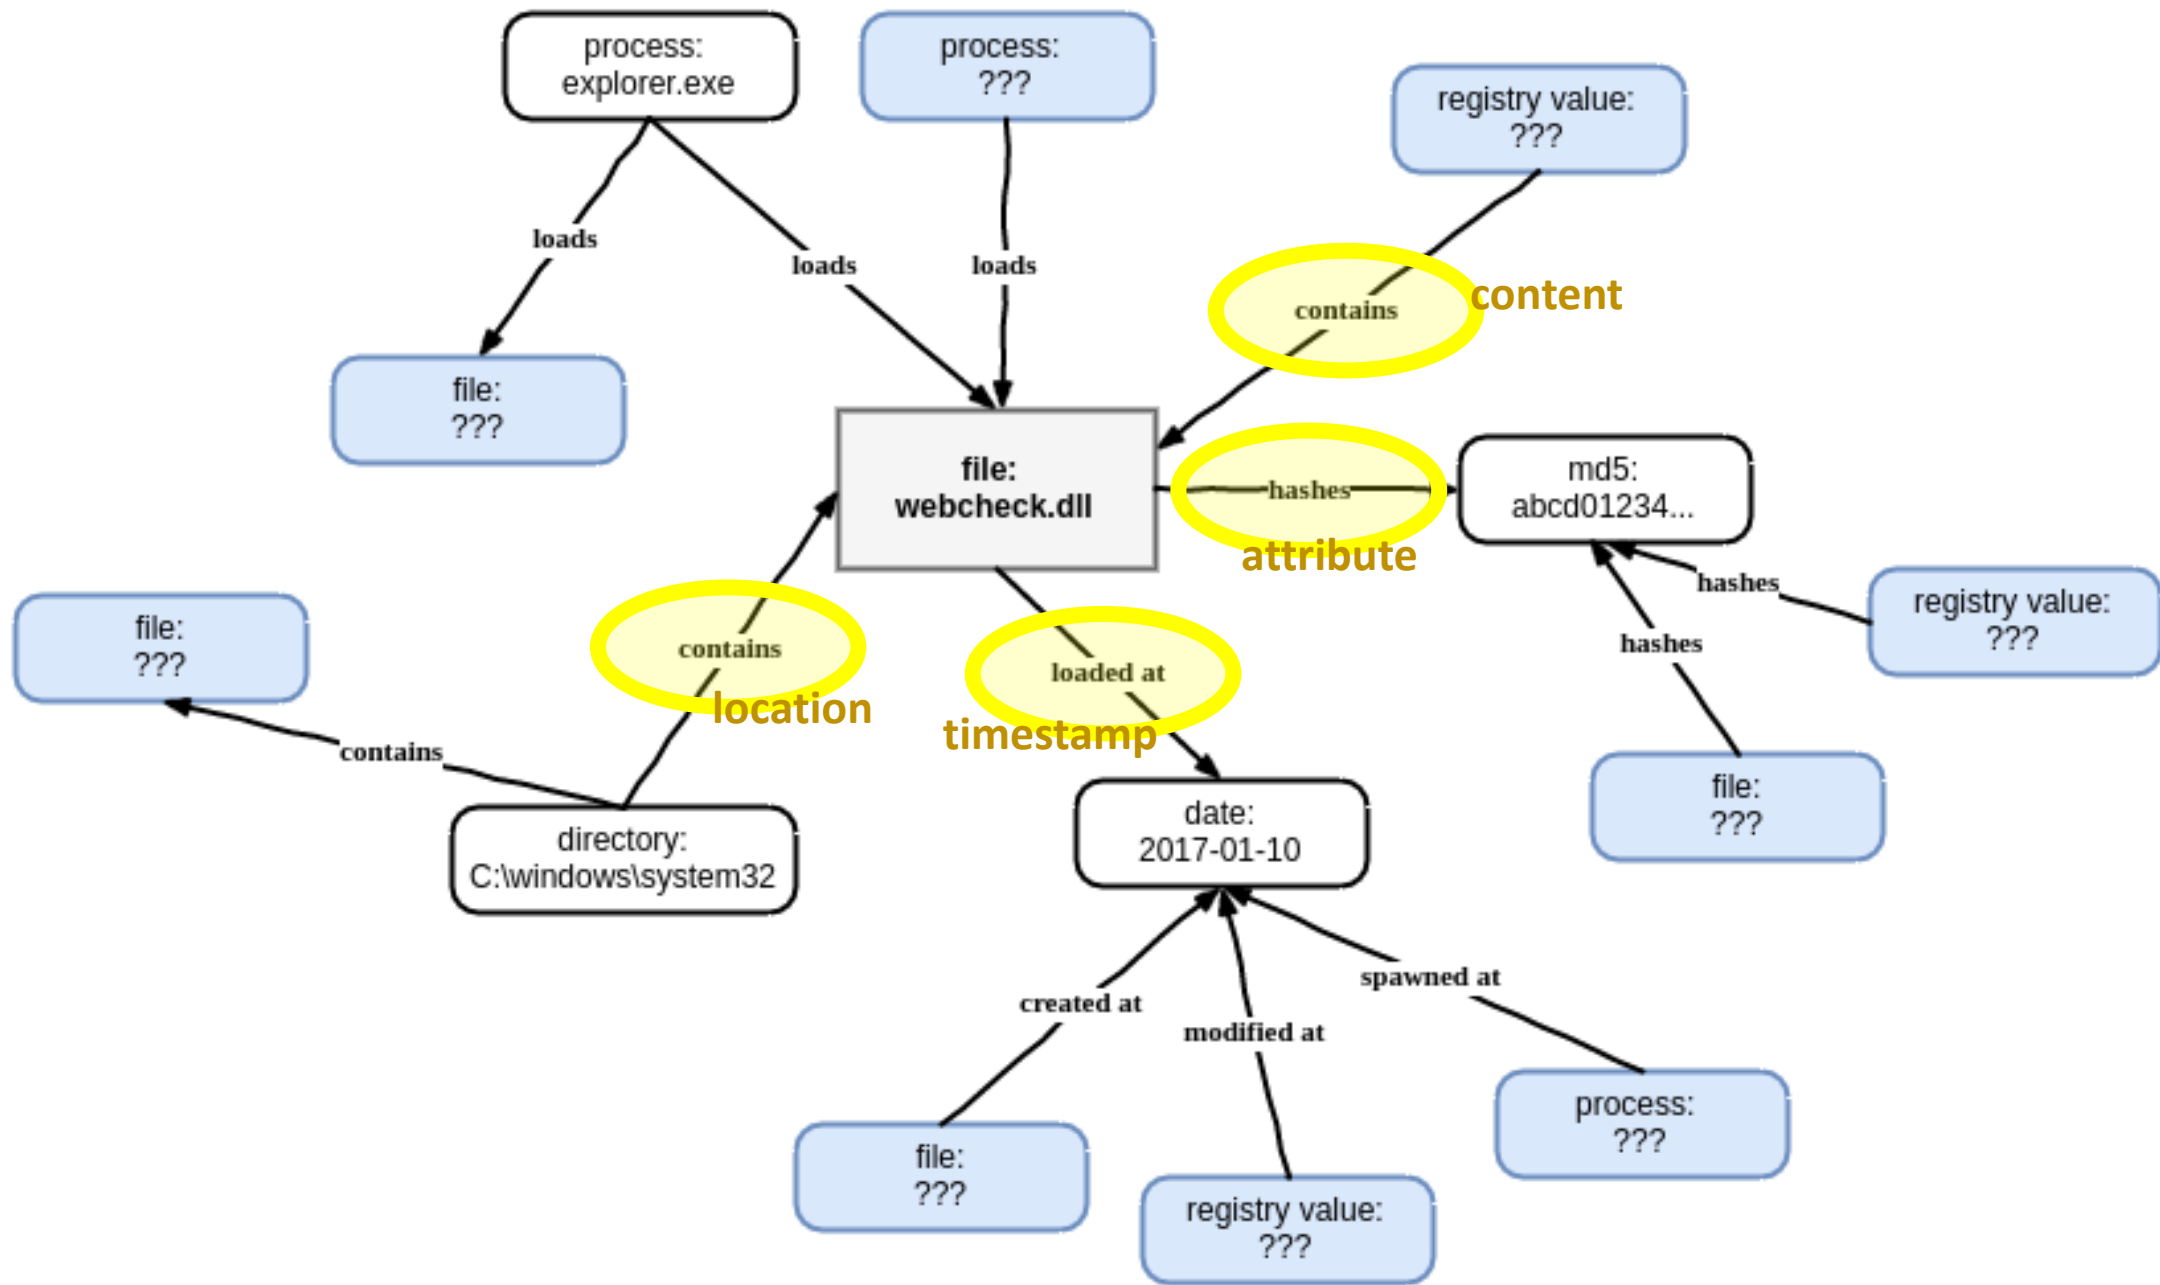 process:
explorer.exe
process:
???
registry value:
???
loads
loads
loads
contains
content
file:
???
file:
webcheck.dll
hashes
attribute
md5:
abcd01234...
hashes
registry value:
???
hashes
file:
???
contains
location
loaded at
timestamp
contains
file:
???
directory:
C:\windows\system32
date:
2017-01-10
created at
modified at
spawned at
file:
???
registry value:
???
process:
???